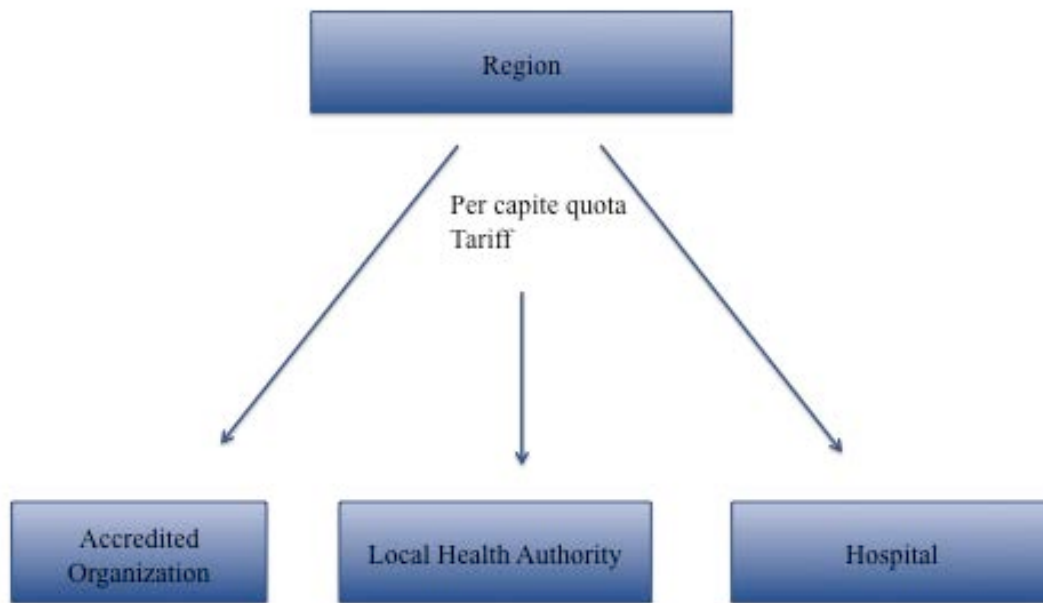 Region
Per capite quota
Tariff
Accredited
Organization
Local Health Authority
Hospital